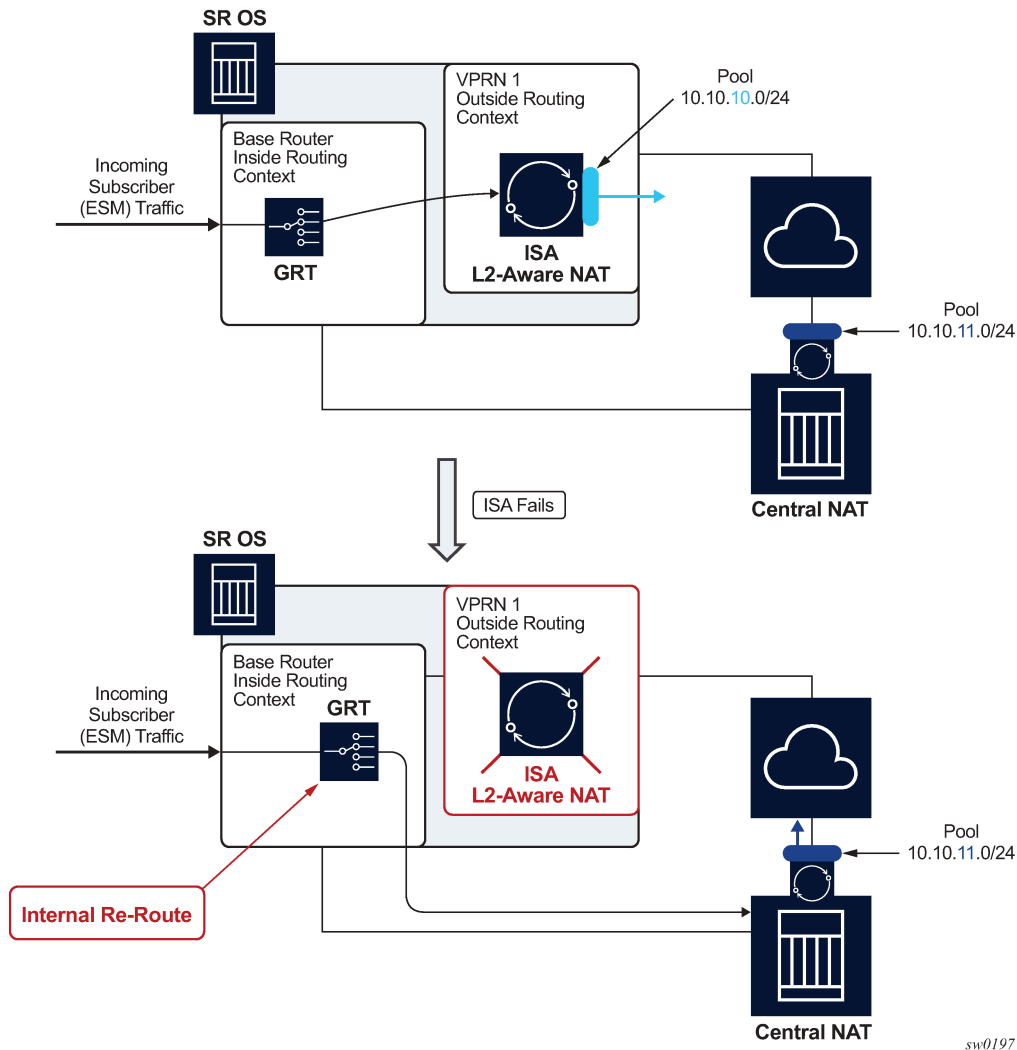 SR OS
VPRN 1
Outside Routing
Context
Pool
10.10.10.0/24
Base Router
Inside Routing
Context
Incoming
Subscriber
(ESM) Traffic
GRT
ISA
L2-Aware NAT
Pool
10.10.11.0/24
Central NAT
ISA Fails
SR OS
VPRN 1
Outside Routing
Context
Base Router
Inside Routing
Context
Incoming
Subscriber
(ESM) Traffic
GRT
ISA
L2-Aware NAT
Pool
10.10.11.0/24
Internal Re-Route
Central NAT
sw0197